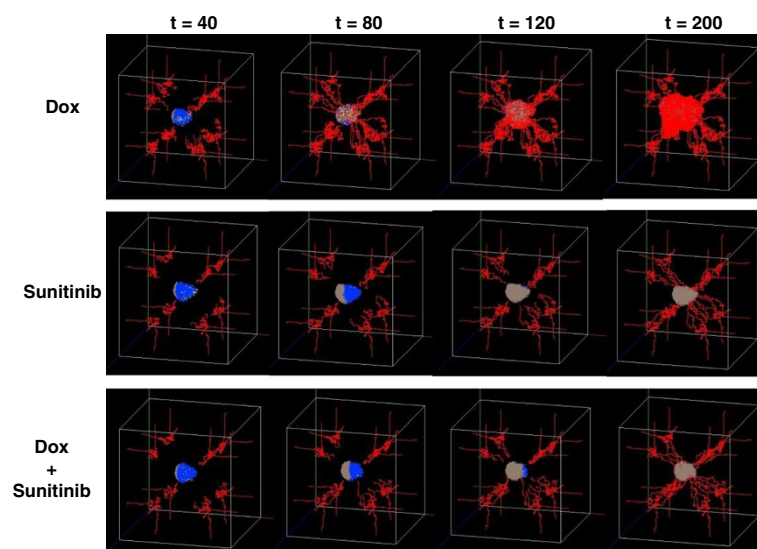 t = 40 t = 80 t = 120 t = 200
Dox
Sunitinib
Dox
+
Sunitinib